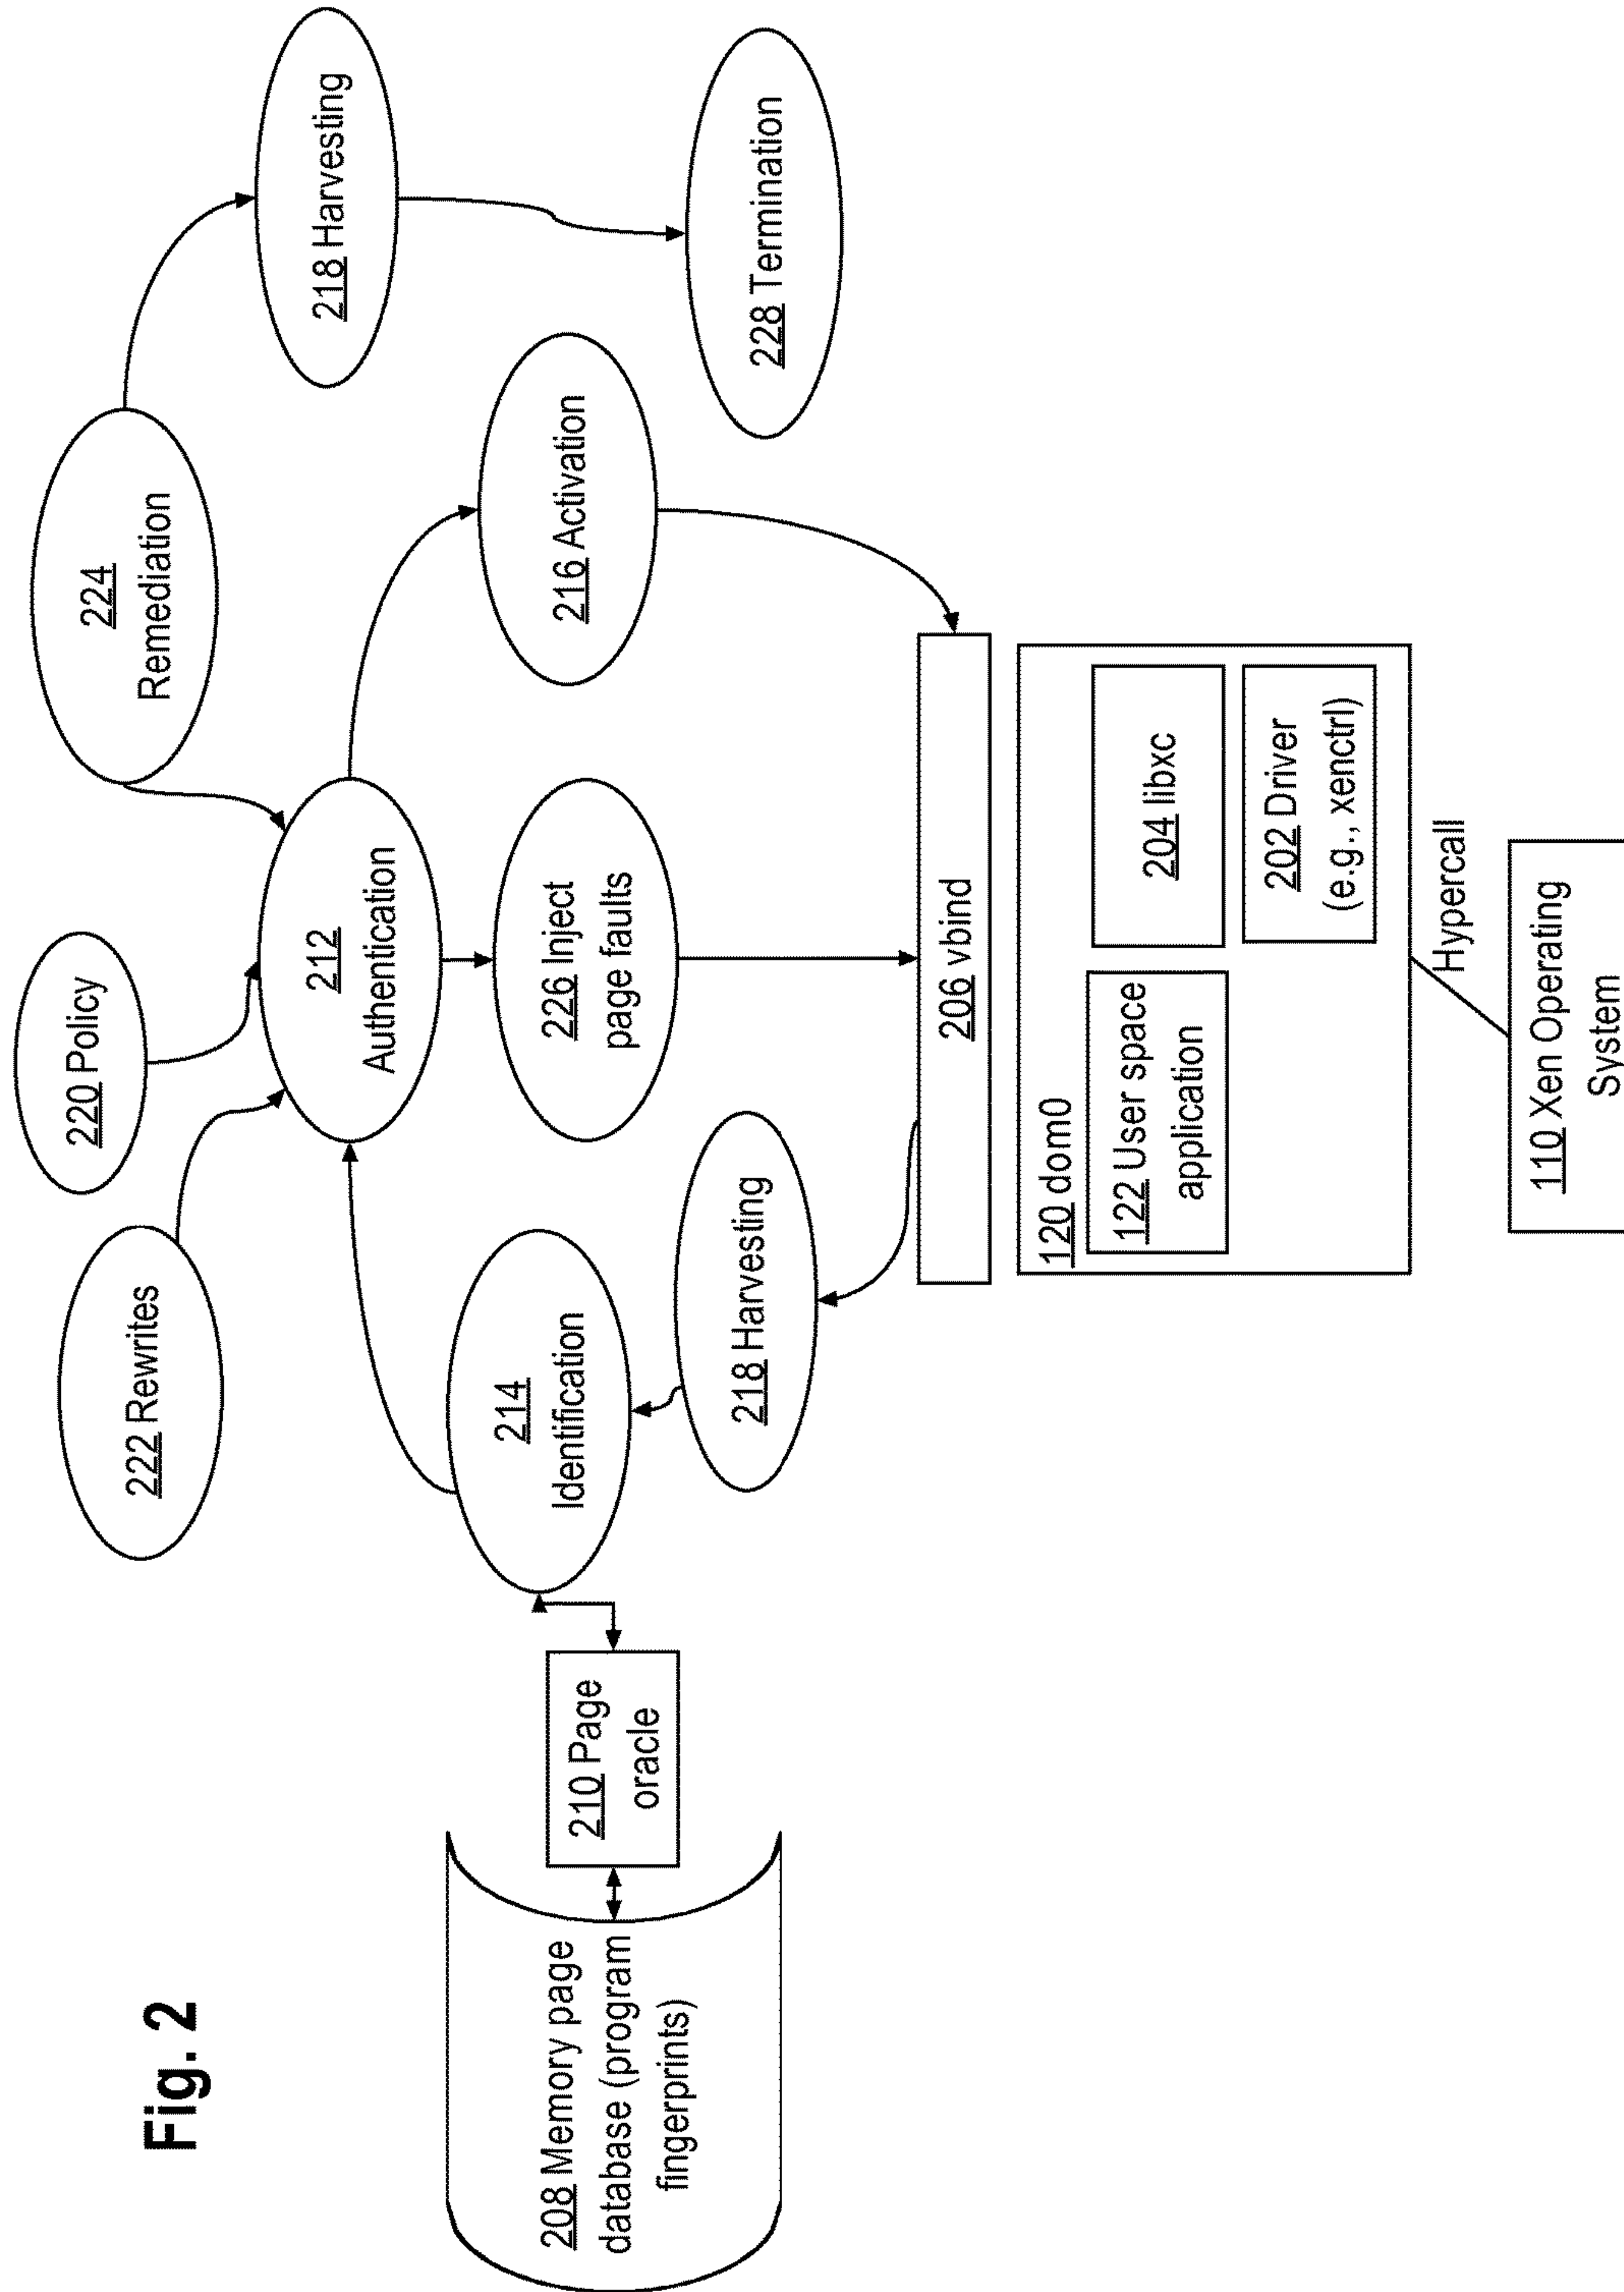 Fig. 2
222 Rewrites
220 Policy
224
Remediation
218 Harvesting
212
Authentication
214
Identification
226 Inject
page faults
216 Activation
228 Termination
218 Harvesting
208 Memory page
database (program
fingerprints)
210 Page
oracle
206 vbind
120 dom0
122 User space
application
204 libxc
202 Driver
(e.g., xenctrl)
Hypercall
110 Xen Operating
System